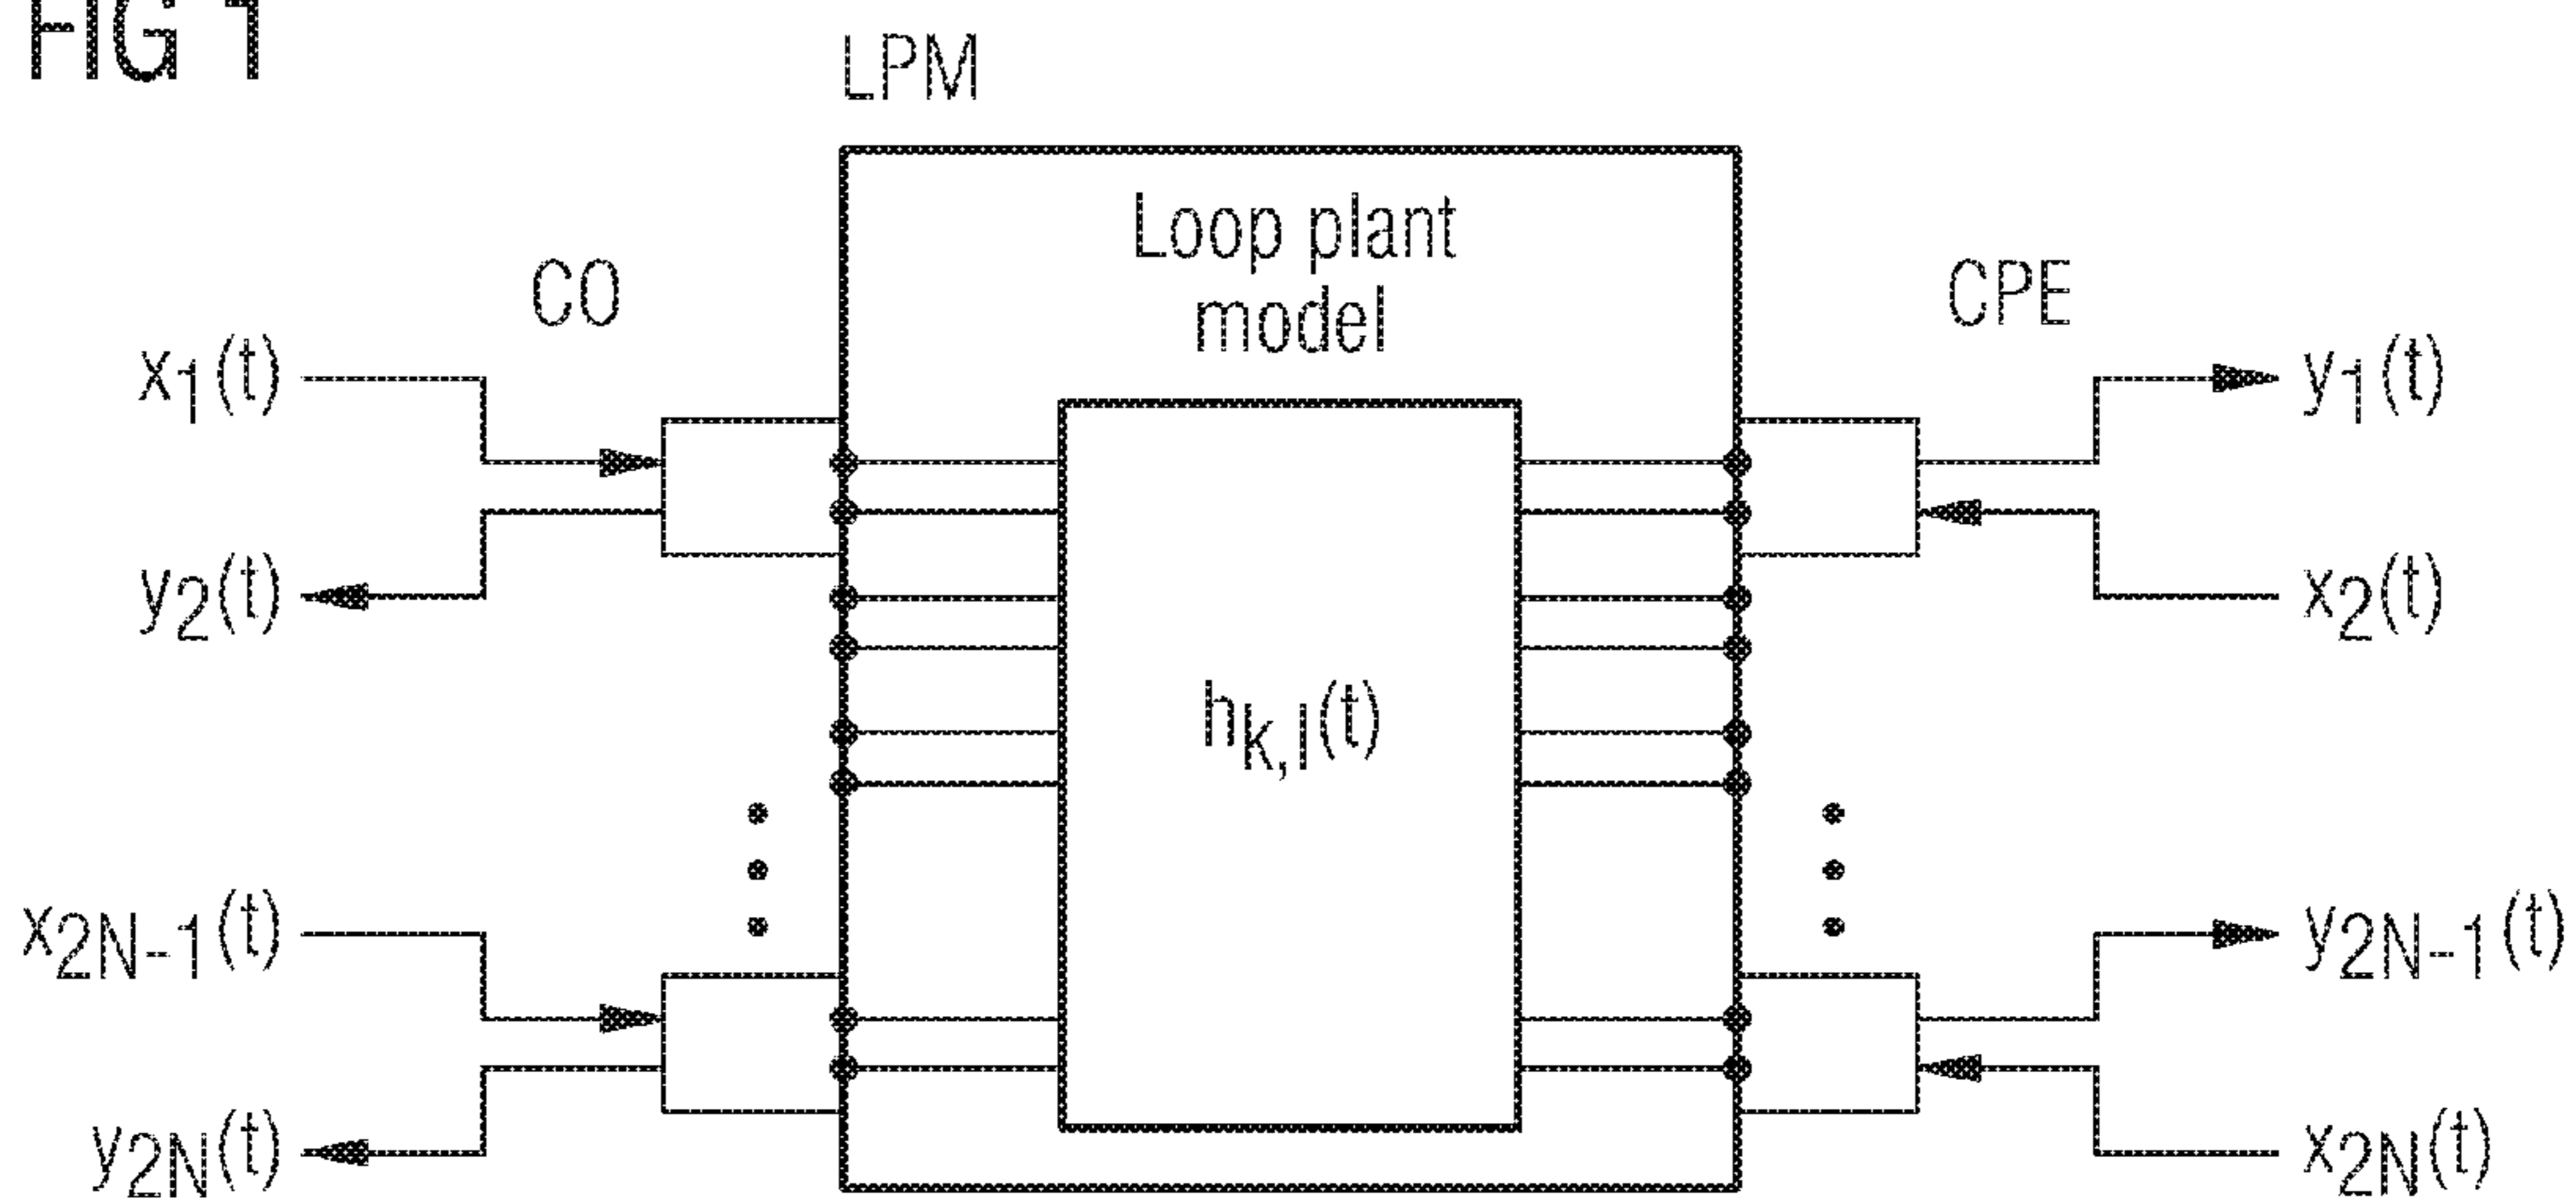 FIG 1
LPM
Loop plant
model
CO
CPE
x1(t)
y1(t)
y2(t)
x2(t)
hk,l(t)
x2N-1(t)
y2N-1(t)
y2N(t)
x2N(t)